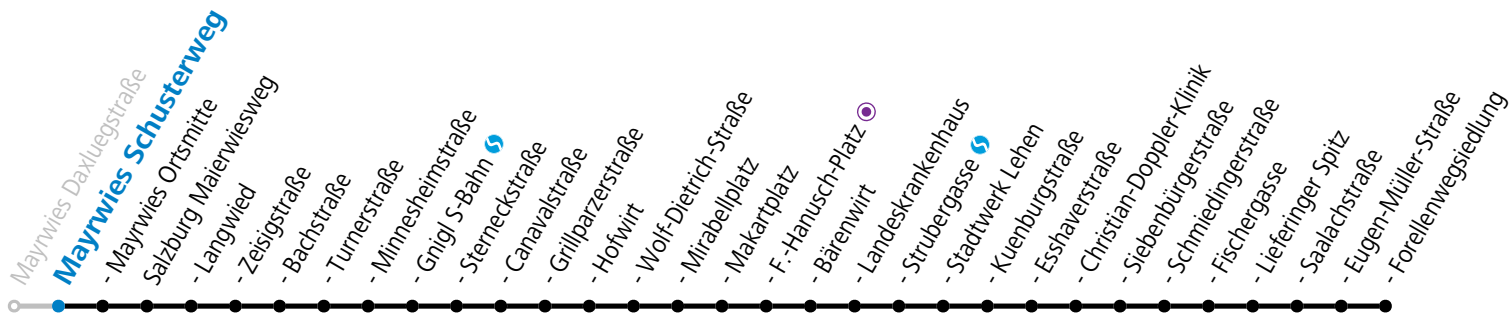 Mayrwies Daxluegstraße
Mayrwies Schusterweg
- Mayrwies Ortsmitte
Salzburg Maierwiesweg
- Langwied
- Zeisigstraße
- Bachstraße
- Turnerstraße
- Minnesheimstraße
- Gnigl S-Bahn
- Sterneckstraße
- Canavalstraße
- Grillparzerstraße
- Hofwirt
- Wolf-Dietrich-Straße
- Mirabellplatz
- Makartplatz
- F.-Hanusch-Platz
- Bärenwirt
- Landeskrankenhaus
- Strubergasse
- Stadtwerk Lehen
- Kuenburgstraße
- Esshaverstraße
- Christian-Doppler-Klinik
- Siebenbürgerstraße
- Schmiedingerstraße
- Fischergasse
- Lieferinger Spitz
- Saalachstraße
- Eugen-Müller-Straße
- Forellenwegsiedlung